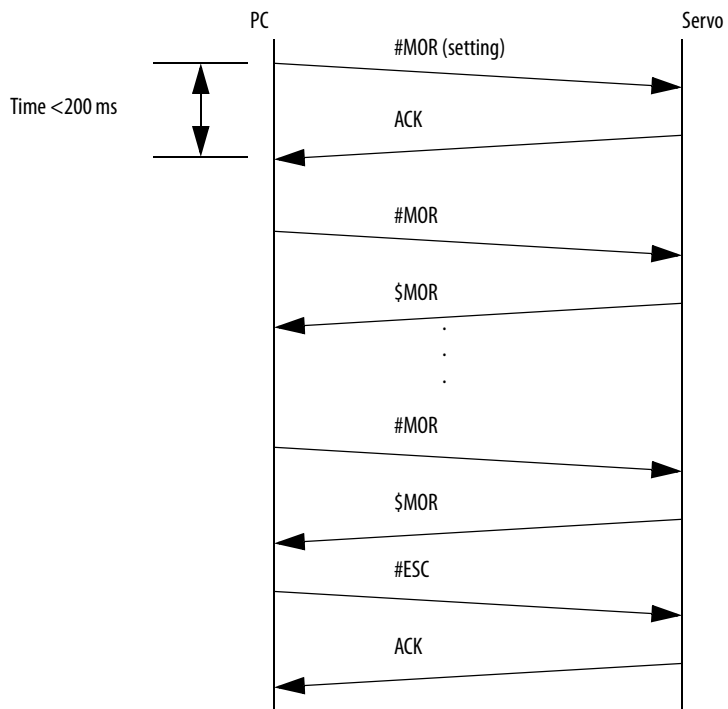 PC
Servo
#MOR (setting)
Time <200 ms
ACK
#MOR
$MOR
.
.
.
#MOR
$MOR
#ESC
ACK